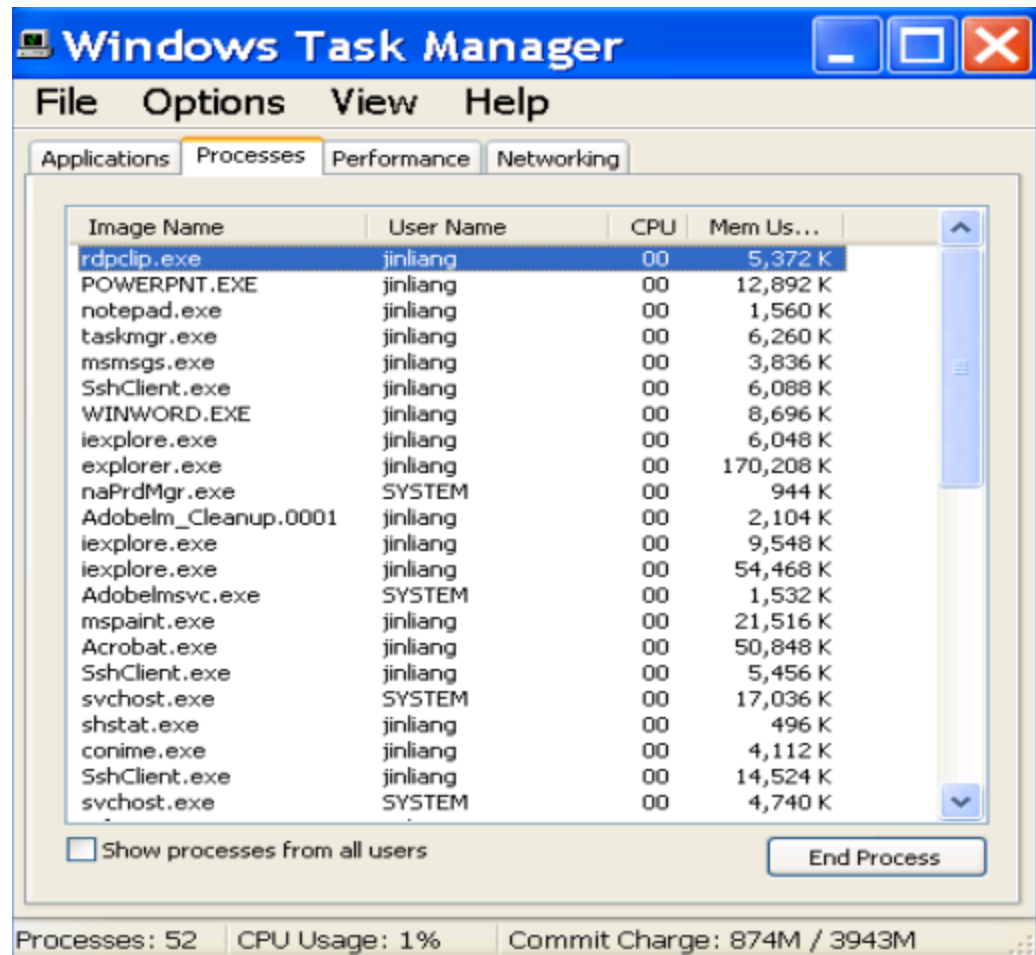 Windows Task Manager
File Options View Help
Applications Processes Performance Networking
Image Name User Name CPU Mem Us...
rdpclip.exe jinliang 00 5,372 K
POWERPNT.EXE jinliang 00 12,892 K
notepad.exe jinliang 00 1,560 K
taskmgr.exe jinliang 00 6,260 K
msmsgs.exe jinliang 00 3,836 K
SshClient.exe jinliang 00 6,088 K
WINWORD.EXE jinliang 00 8,696 K
iexplore.exe jinliang 00 6,048 K
explorer.exe jinliang 00 170,208 K
naPrdMgr.exe SYSTEM 00 944 K
Adobelm_Cleanup.0001 jinliang 00 2,104 K
iexplore.exe jinliang 00 9,548 K
iexplore.exe jinliang 00 54,468 K
Adobelmsvc.exe SYSTEM 00 1,532 K
mspaint.exe jinliang 00 21,516 K
Acrobat.exe jinliang 00 50,848 K
SshClient.exe jinliang 00 5,456 K
svchost.exe SYSTEM 00 17,036 K
shstat.exe jinliang 00 496 K
conime.exe jinliang 00 4,112 K
SshClient.exe jinliang 00 14,524 K
svchost.exe SYSTEM 00 4,740 K
Show processes from all users End Process
Processes: 52 CPU Usage: 1% Commit Charge: 874M / 3943M